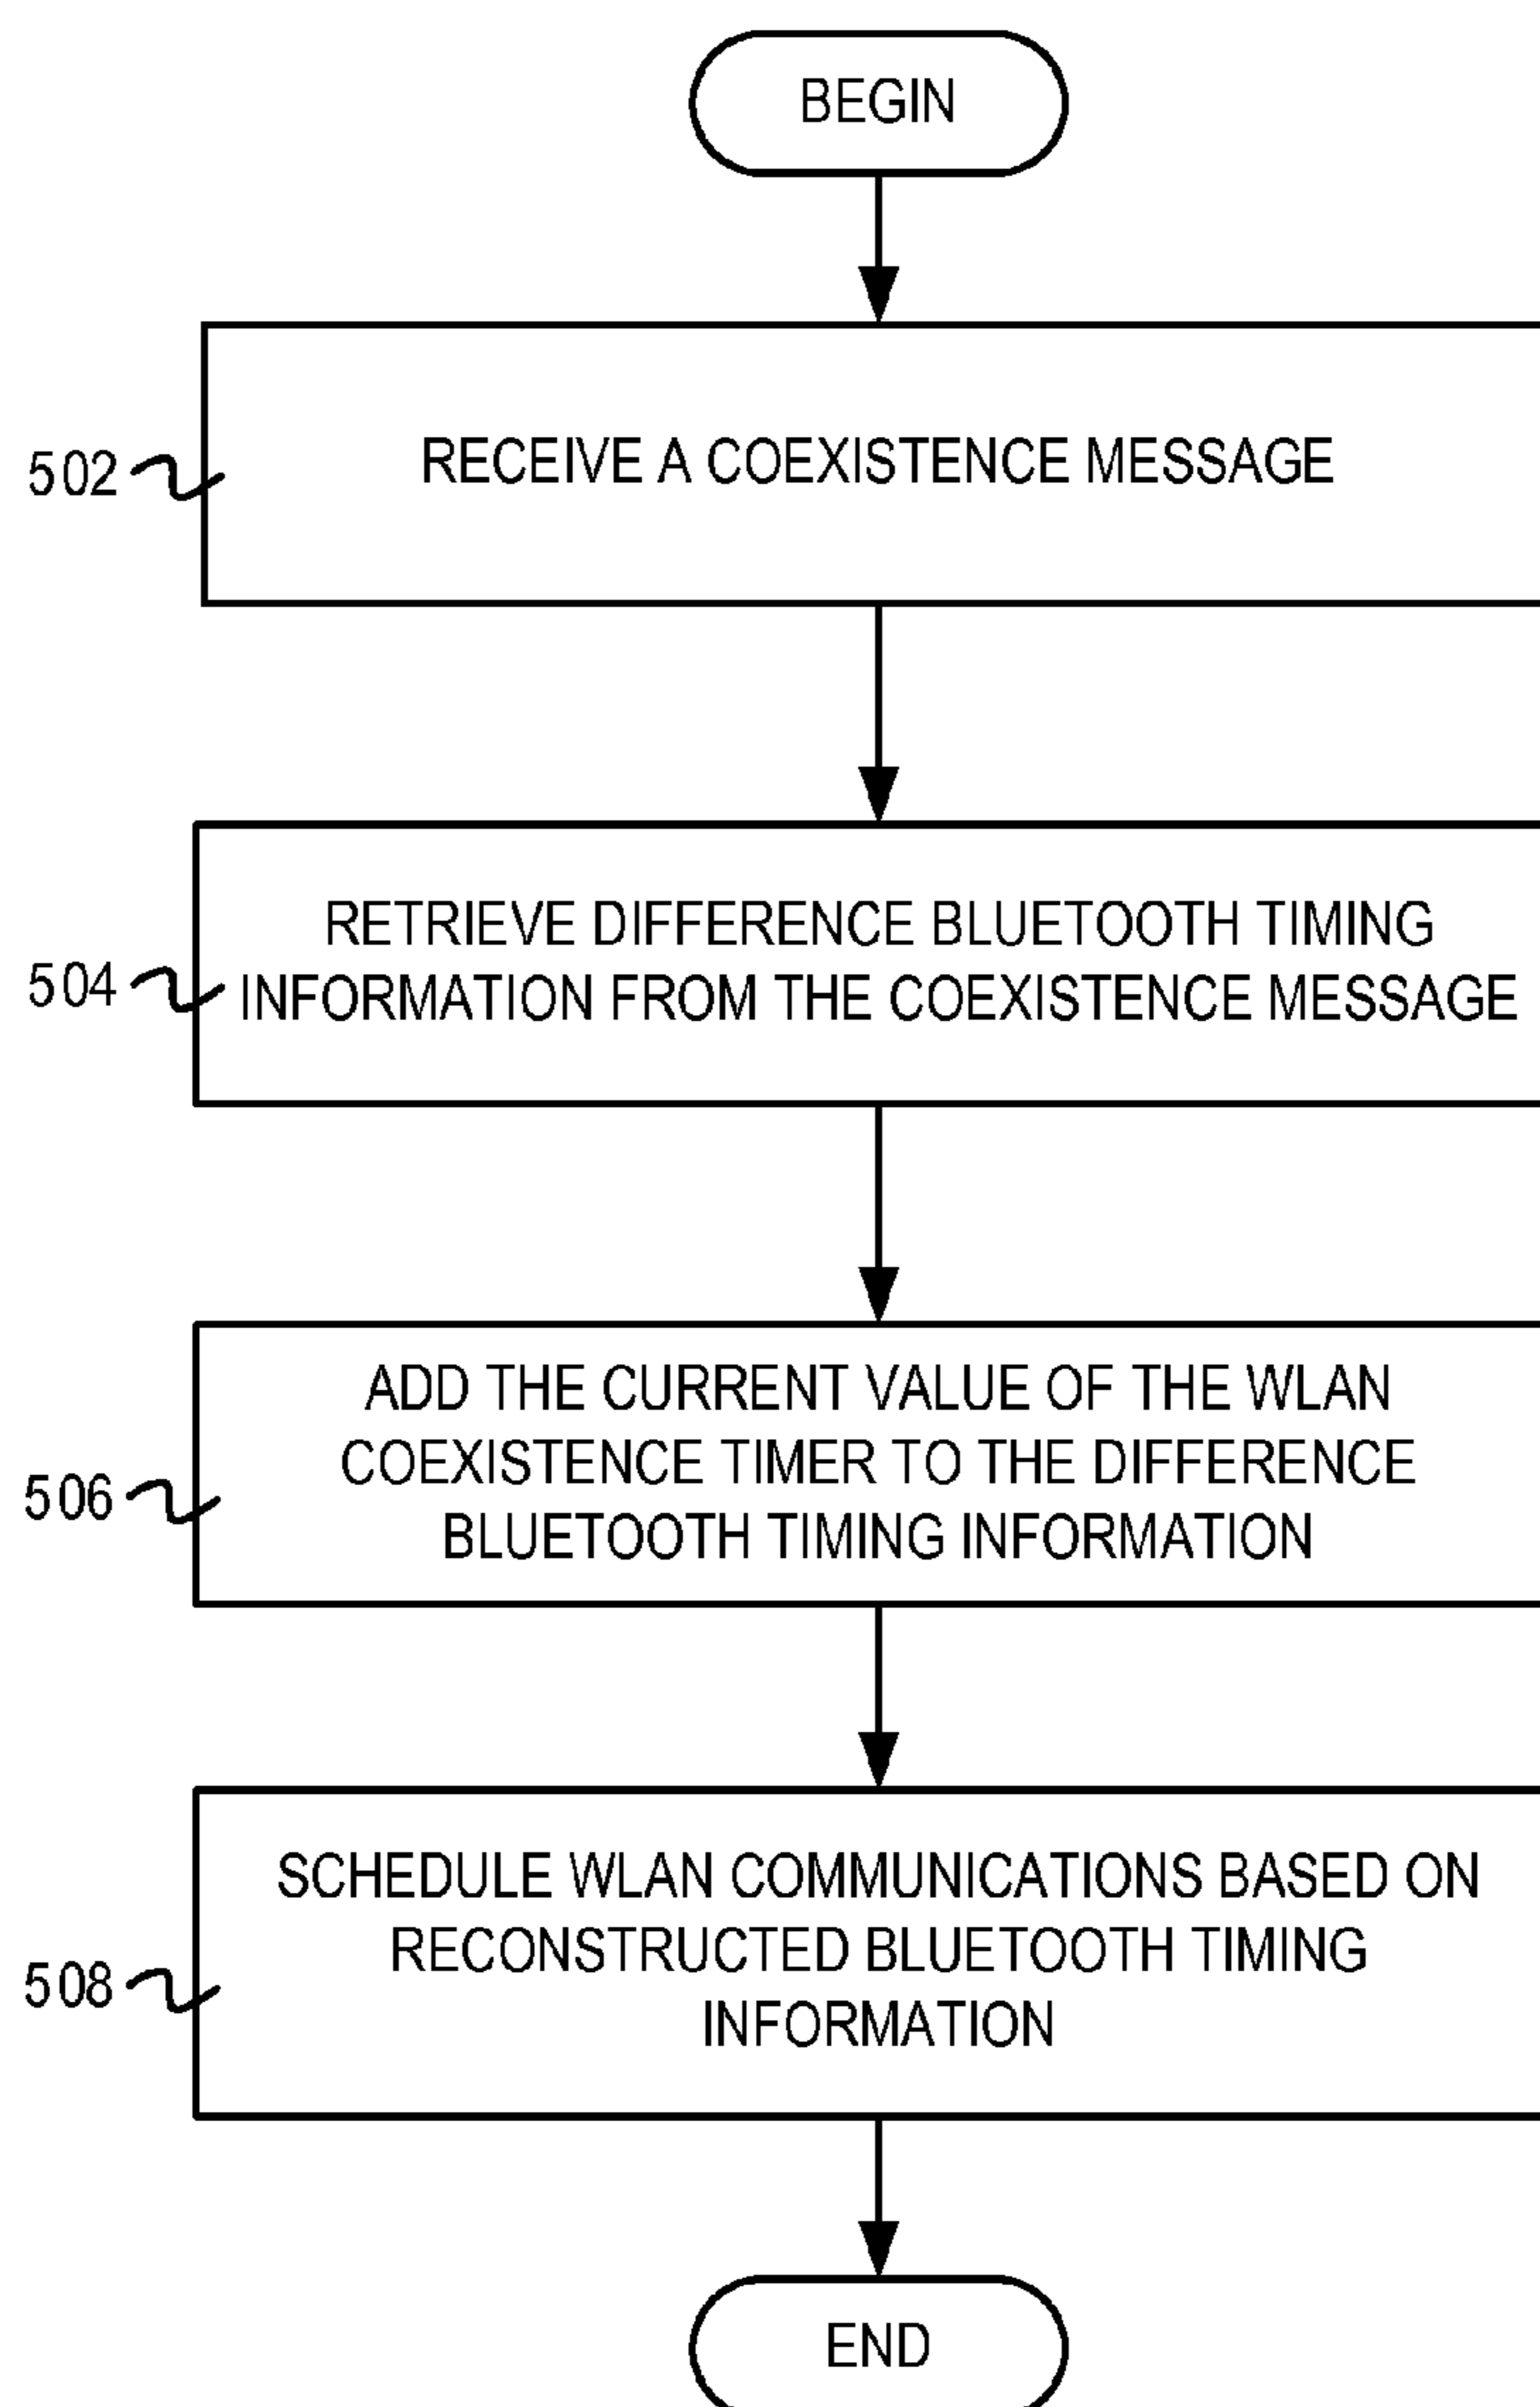 BEGIN
502
RECEIVE A COEXISTENCE MESSAGE
504
RETRIEVE DIFFERENCE BLUETOOTH TIMING
INFORMATION FROM THE COEXISTENCE MESSAGE
506
ADD THE CURRENT VALUE OF THE WLAN
COEXISTENCE TIMER TO THE DIFFERENCE
BLUETOOTH TIMING INFORMATION
508
SCHEDULE WLAN COMMUNICATIONS BASED ON
RECONSTRUCTED BLUETOOTH TIMING
INFORMATION
END